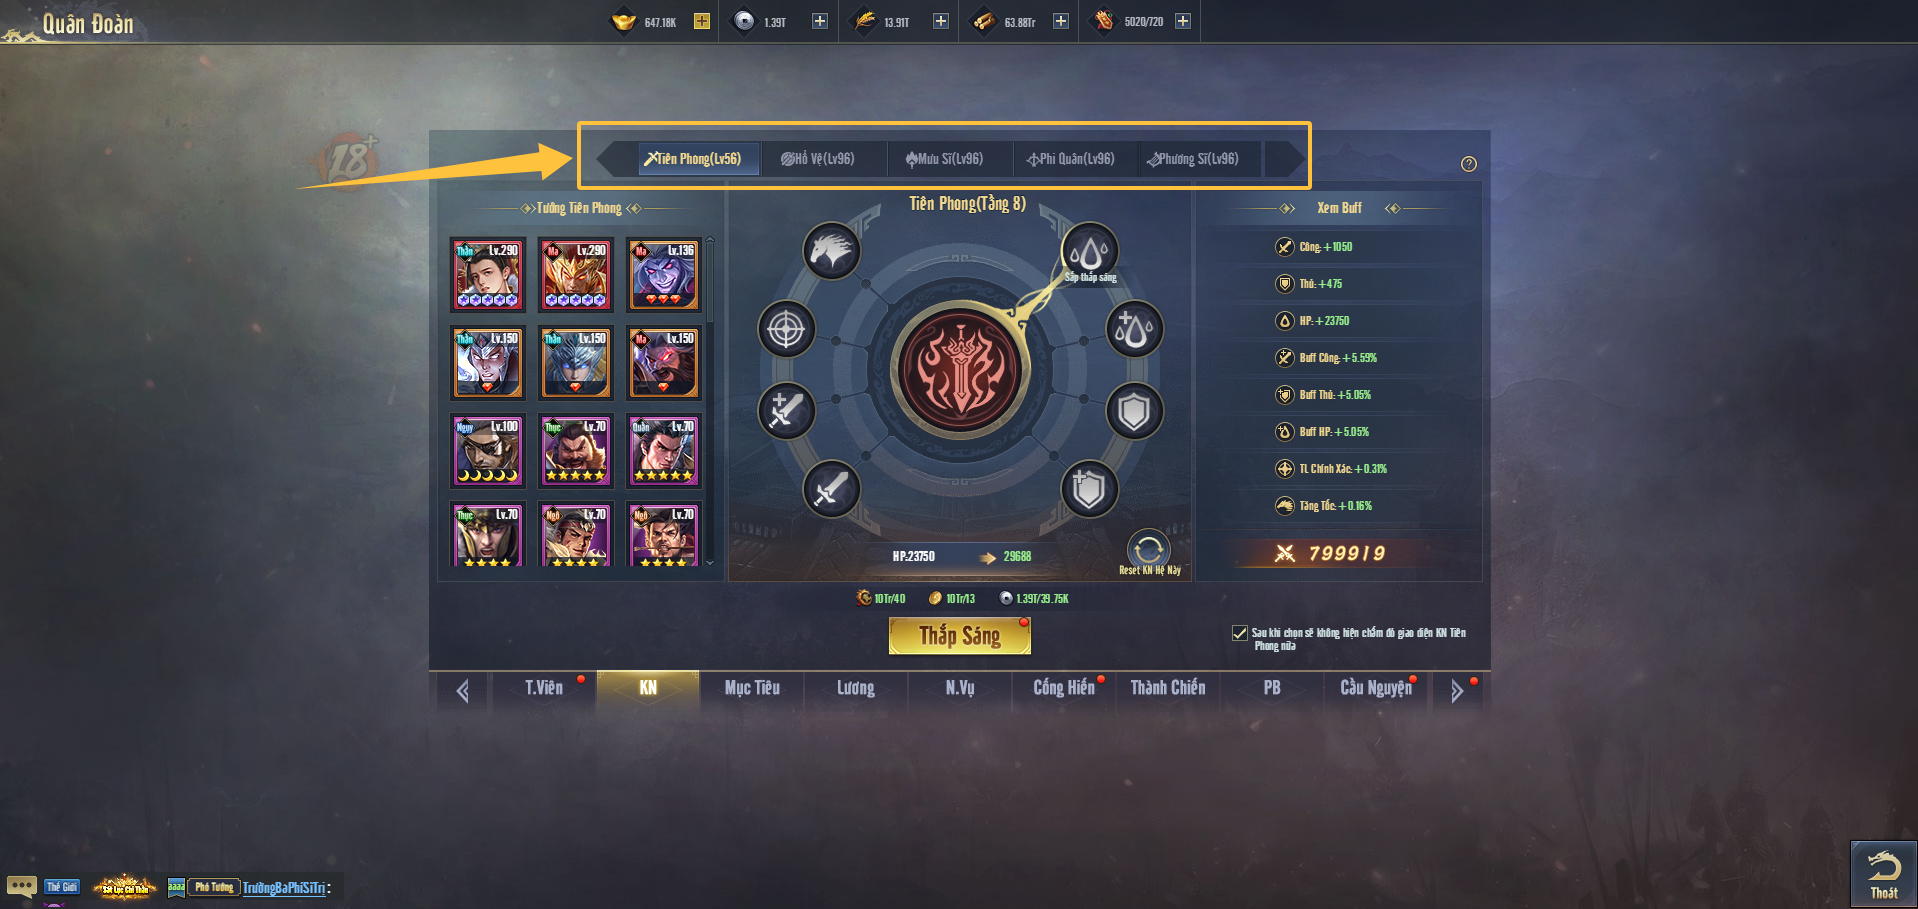 Quân Đoàn
647.18K
1.39T
13.91T
63.88Tr
5020/720
18+
Tiên Phong(Lv56)
Hổ Vệ(Lv96)
Mưu Sĩ(Lv96)
Phi Quân(Lv96)
Phương Sĩ(Lv96)
?
Tướng Tiên Phong
Thần Lv.290
Ma Lv.290
Ma Lv.136
Thần Lv.150
Thần Lv.150
Ma Lv.150
Ngụy Lv.100
Thục Lv.70
Quần Lv.70
Thục Lv.70
Ngô Lv.70
Ngô Lv.70
Tiên Phong(Tầng 8)
Sắp thắp sáng
HP:23750
29688
Reset KN Hệ Này
Xem Buff
Công: +1050
Thủ: +475
HP: +23750
Buff Công: +5.59%
Buff Thủ: +5.05%
Buff HP: +5.05%
TL Chính Xác: +0.31%
Tăng Tốc: +0.16%
799919
10Tr/40
10Tr/13
1.39T/39.75K
Thắp Sáng
Sau khi chọn sẽ không hiện chấm đỏ giao diện KN Tiên
Phong nữa
T.Viên
KN
Mục Tiêu
Lương
N.Vụ
Cống Hiến
Thành Chiến
PB
Cầu Nguyện
Thế Giới
Sát Lục Chi Thần
aaaa
Phó Tướng
TrườngBaPhiSiTrị:
Thoát